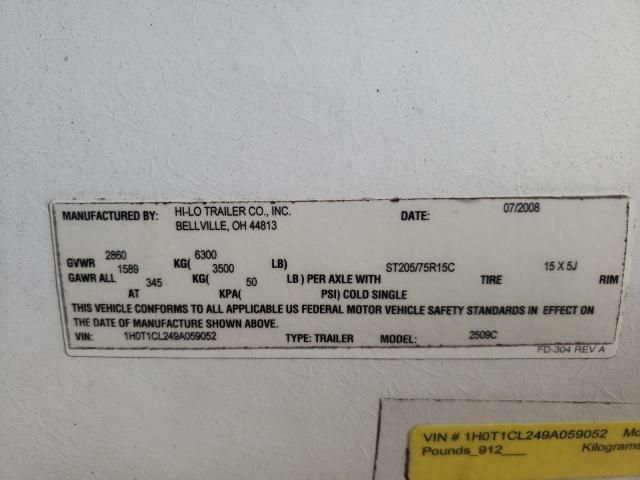 MANUFACTURED BY: HI-LO TRAILER CO., INC. DATE: 07/2008
BELLVILLE, OH 44813
GVWR 2860 KG( 6300 LB)
GAWR ALL 1589 KG( 3500 LB ) PER AXLE WITH ST205/75R15C TIRE 15 X 5J RIM
AT 345 KPA( 50 PSI) COLD SINGLE
THIS VEHICLE CONFORMS TO ALL APPLICABLE US FEDERAL MOTOR VEHICLE SAFETY STANDARDS IN EFFECT ON
THE DATE OF MANUFACTURE SHOWN ABOVE.
VIN: 1H0T1CL249A059052 TYPE: TRAILER MODEL: 2509C
FD-304 REV A
VIN # 1H0T1CL249A059052 Mo
Pounds_912___ Kilograms